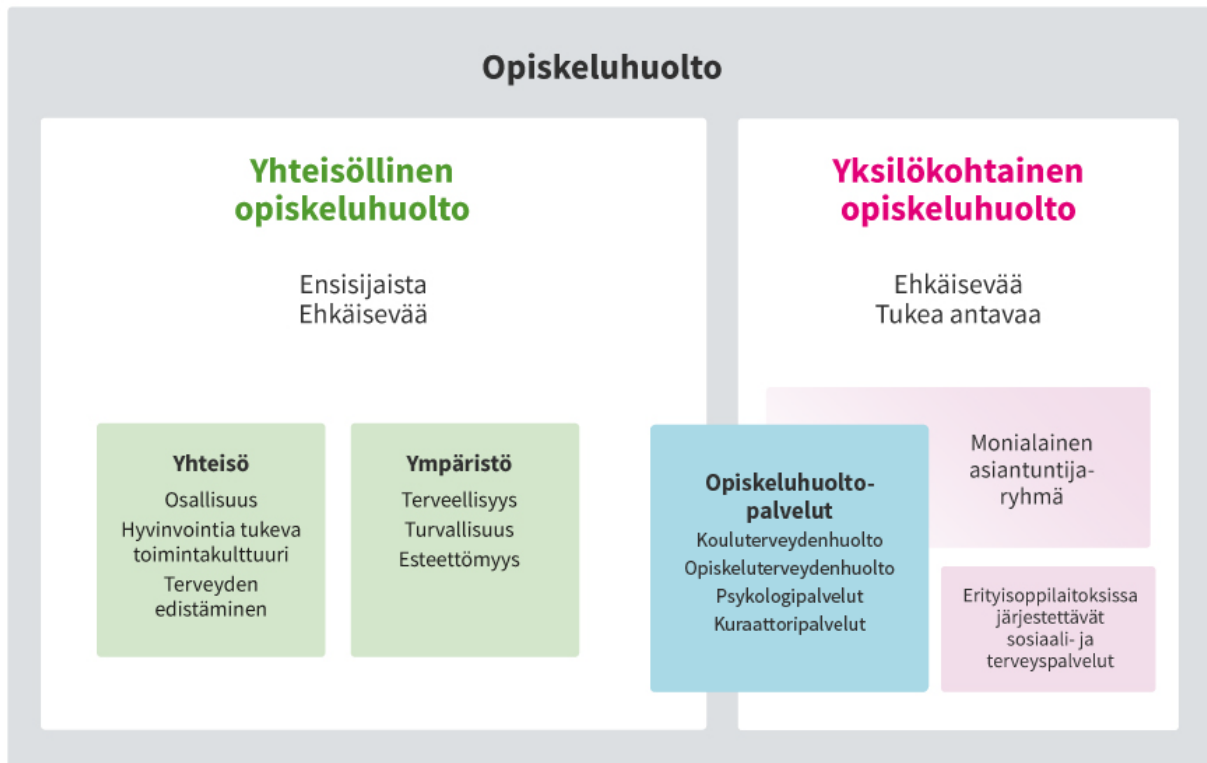 Opiskeluhuolto
Yhteisöllinen
opiskeluhuolto
Ensisijaista
Ehkäisevää
Yhteisö
Osallisuus
Hyvinvointia tukeva
toimintakulttuuri
Terveyden
edistäminen
Ympäristö
Terveellisyys
Turvallisuus
Esteettömyys
Opiskeluhuolto-
palvelut
Kouluterveydenhuolto
Opiskeluterveydenhuolto
Psykologipalvelut
Kuraattoripalvelut
Yksilökohtainen
opiskeluhuolto
Ehkäisevää
Tukea antavaa
Monialainen
asiantuntija-
ryhmä
Erityisoppilaitoksissa
järjestettävät
sosiaali- ja
terveyspalvelut